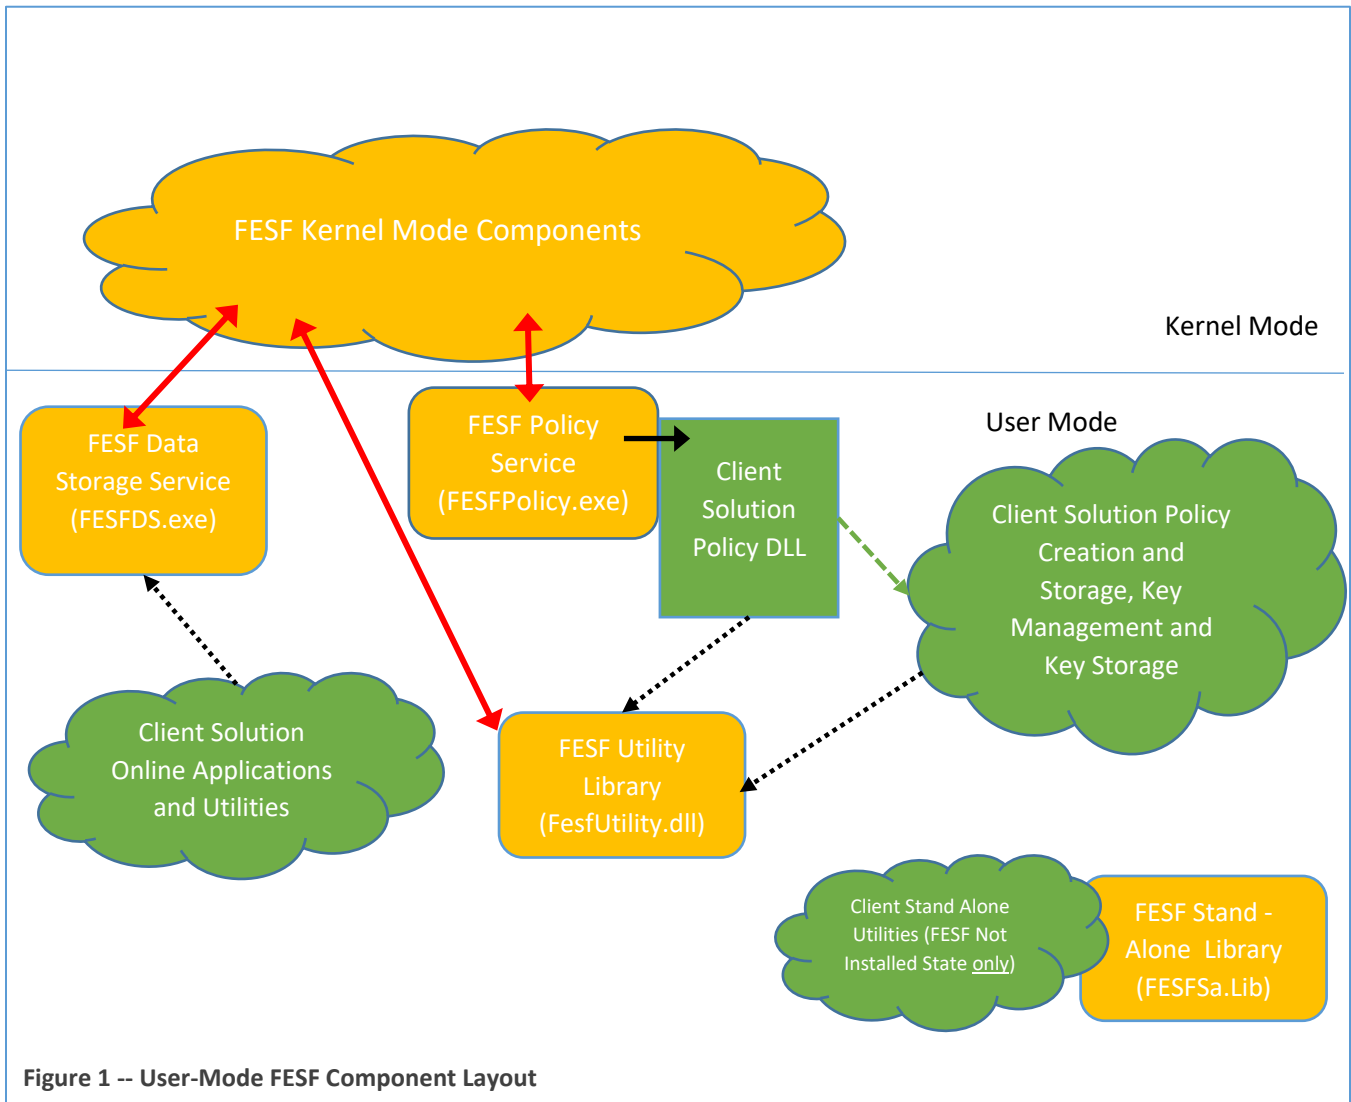 FESF Kernel Mode Components
Kernel Mode
User Mode
FESF Data
Storage Service
(FESFDS.exe)
FESF Policy
Service
(FESFPolicy.exe)
Client
Solution
Policy DLL
Client Solution Policy
Creation and
Storage, Key
Management and
Key Storage
Client Solution
Online Applications
and Utilities
FESF Utility
Library
(FesfUtility.dll)
Client Stand Alone
Utilities (FESF Not
Installed State only)
FESF Stand -
Alone Library
(FESFSa.Lib)
Figure 1 -- User-Mode FESF Component Layout